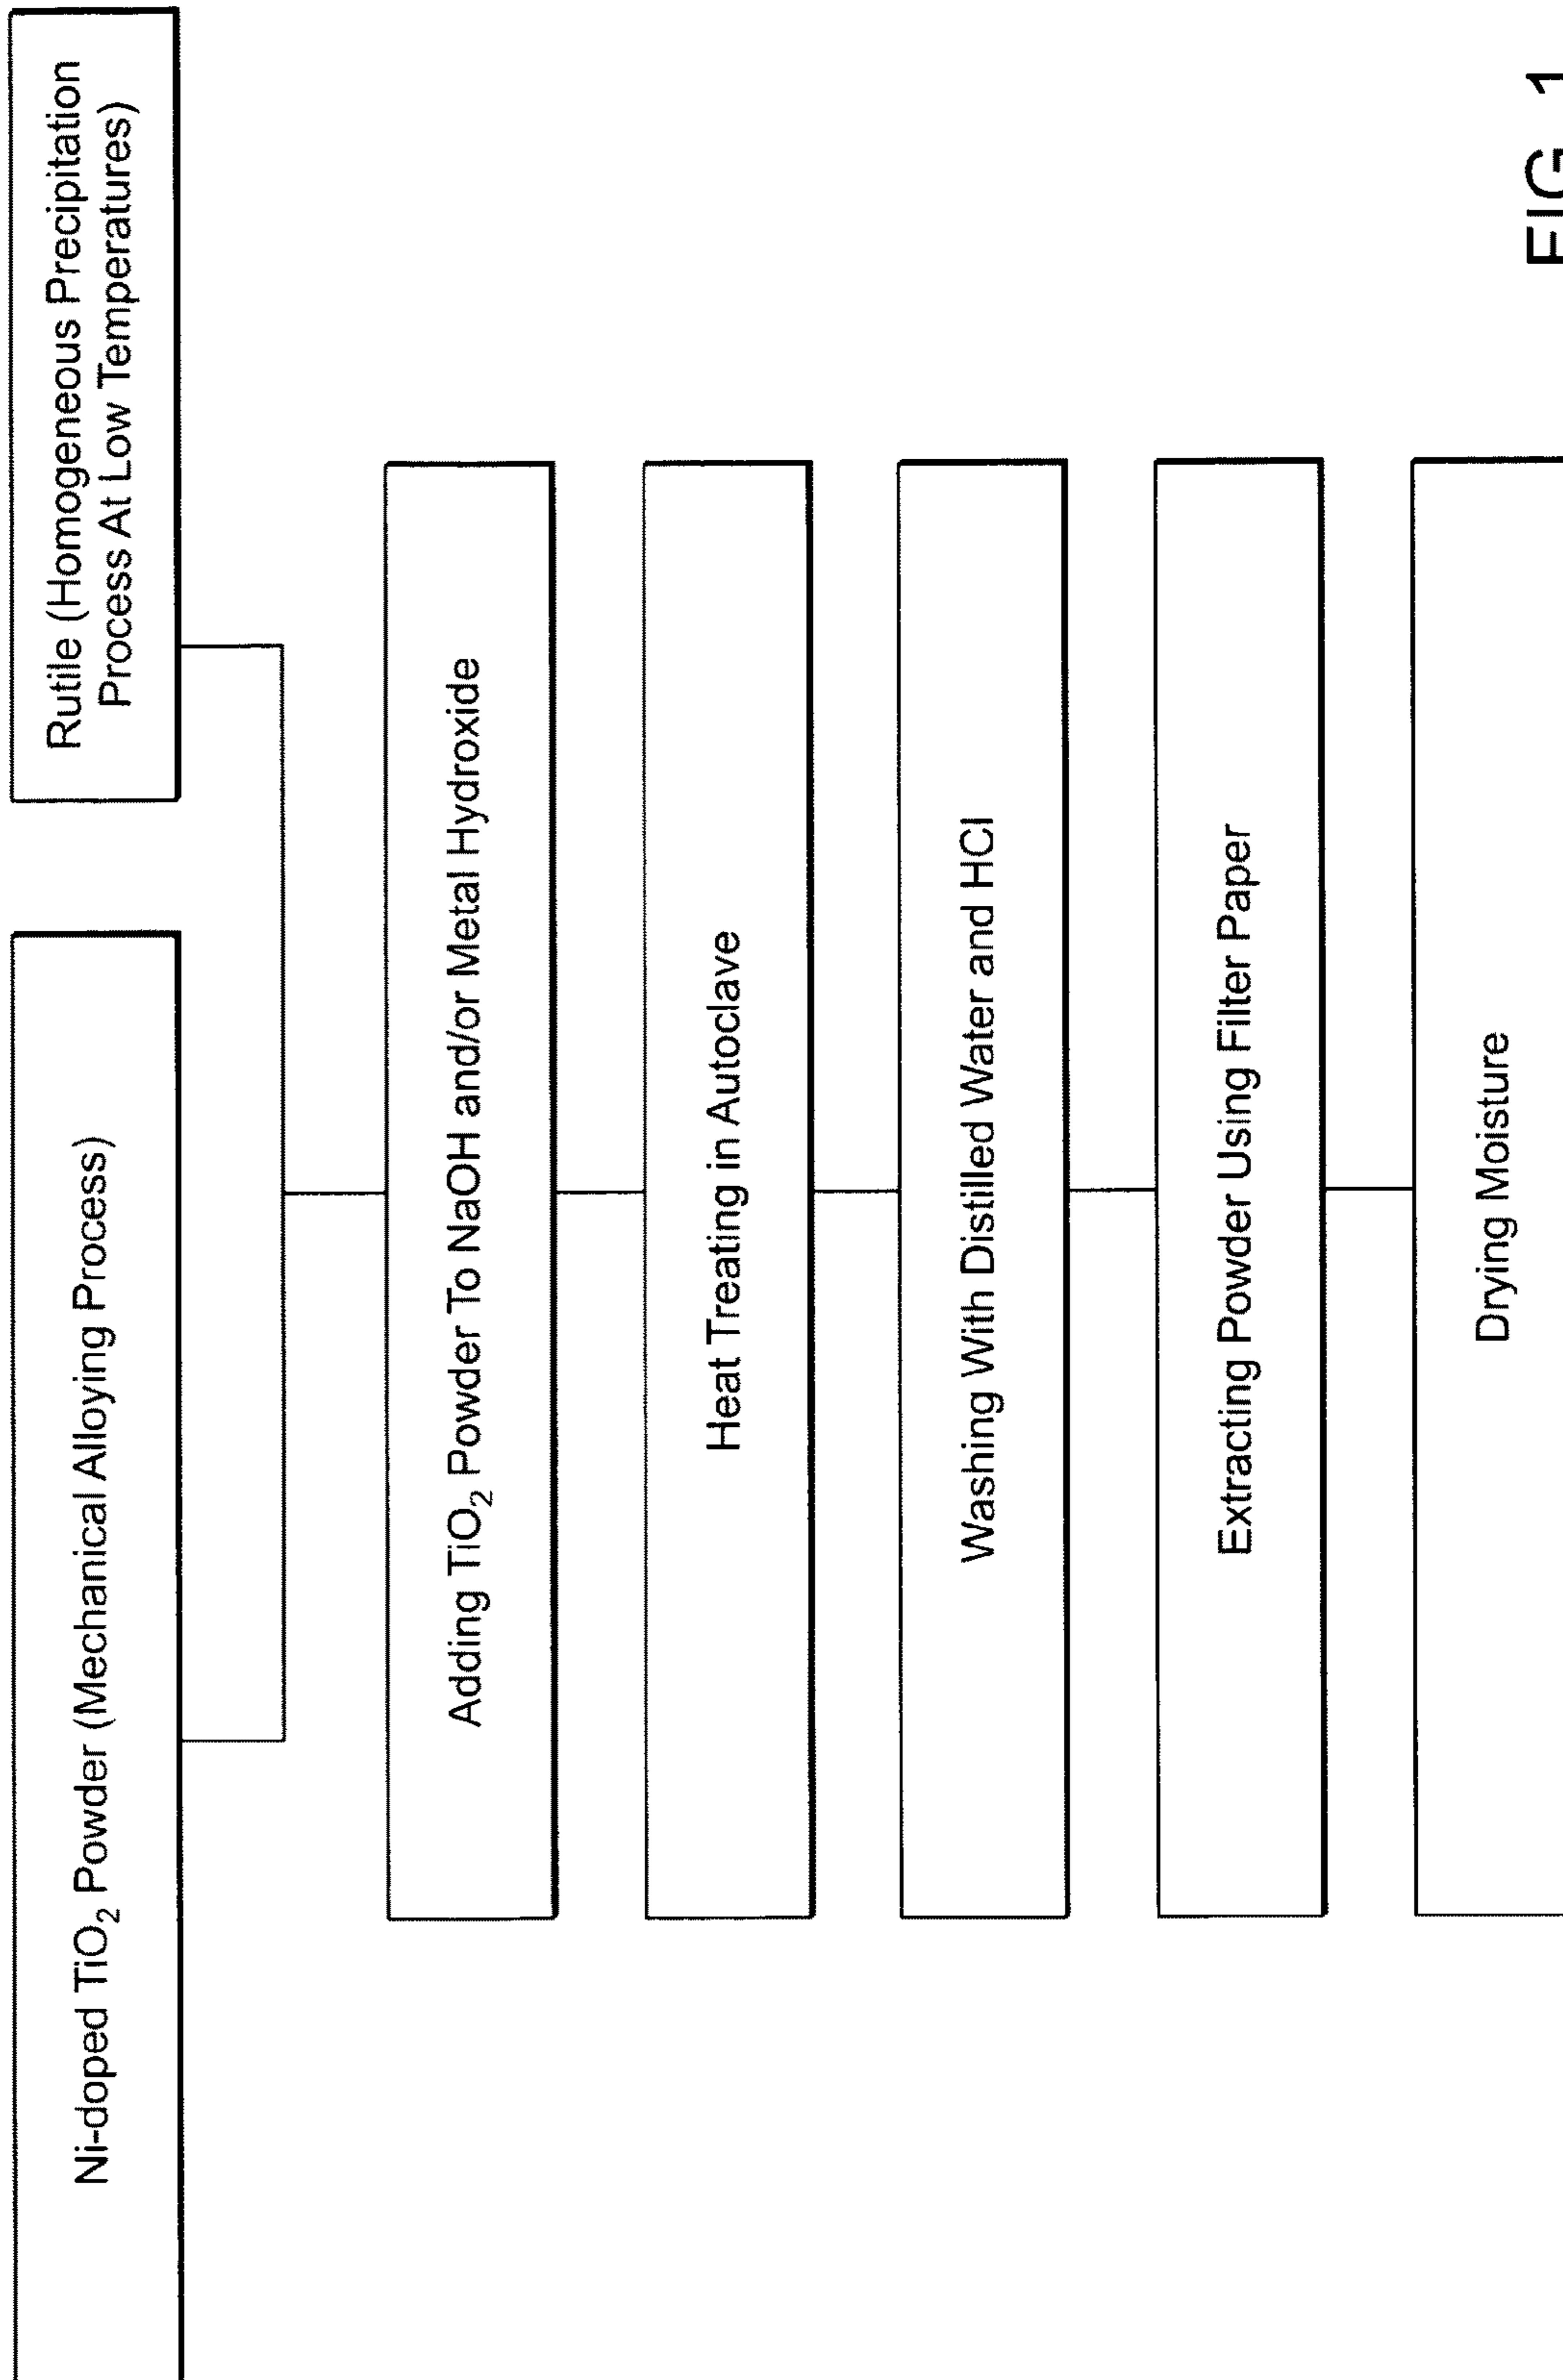 Ni-doped TiO₂ Powder (Mechanical Alloying Process)
Rutile (Homogeneous Precipitation
Process At Low Temperatures)
Adding TiO₂ Powder To NaOH and/or Metal Hydroxide
Heat Treating in Autoclave
Washing With Distilled Water and HCl
Extracting Powder Using Filter Paper
Drying Moisture
FIG. 1